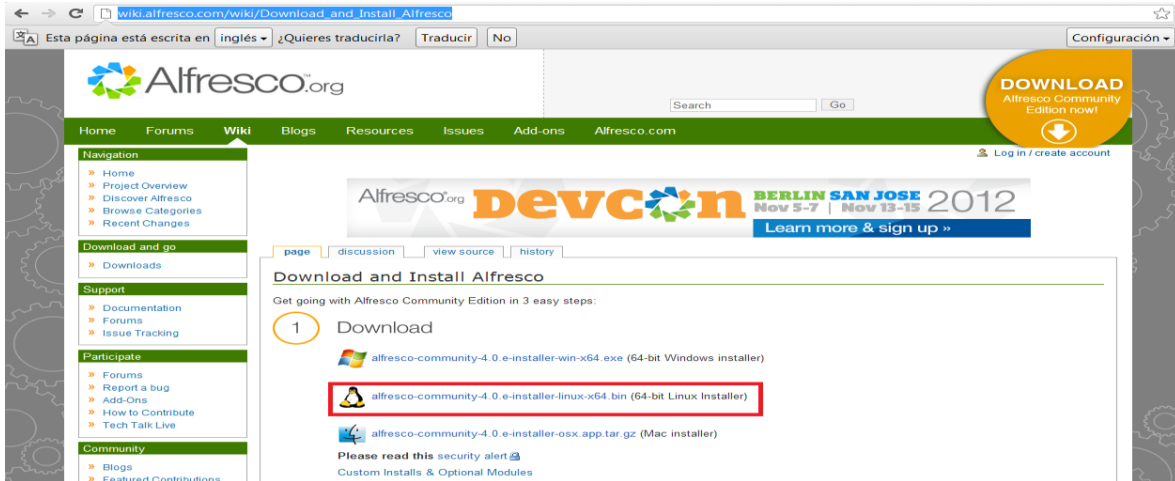 wiki.alfresco.com/wiki/Download_and_Install_Alfresco
Esta página está escrita en inglés ¿Quieres traducirla? Traducir No Configuración
Alfresco.org
Search Go
DOWNLOAD
Alfresco Community
Edition now!
Home Forums Wiki Blogs Resources Issues Add-ons Alfresco.com
Log in / create account
Navigation
» Home
» Project Overview
» Discover Alfresco
» Browse Categories
» Recent Changes
Download and go
» Downloads
Support
» Documentation
» Forums
» Issue Tracking
Participate
» Forums
» Report a bug
» Add-Ons
» How to Contribute
» Tech Talk Live
Community
» Blogs
» Featured Contributions
Alfresco.org DevCon BERLIN SAN JOSE 2012
Nov 5-7 | Nov 13-15
Learn more & sign up »
page discussion view source history
Download and Install Alfresco
Get going with Alfresco Community Edition in 3 easy steps:
1 Download
alfresco-community-4.0.e-installer-win-x64.exe (64-bit Windows installer)
alfresco-community-4.0.e-installer-linux-x64.bin (64-bit Linux Installer)
alfresco-community-4.0.e-installer-osx.app.tar.gz (Mac installer)
Please read this security alert
Custom Installs & Optional Modules